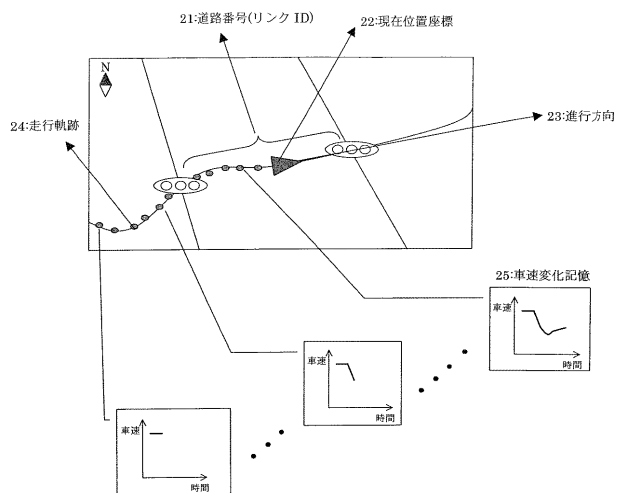 21:道路番号(リンク ID)
22:現在位置座標
N
23:進行方向
24:走行軌跡
25:車速変化記憶
車速
時間
車速
時間
車速
時間